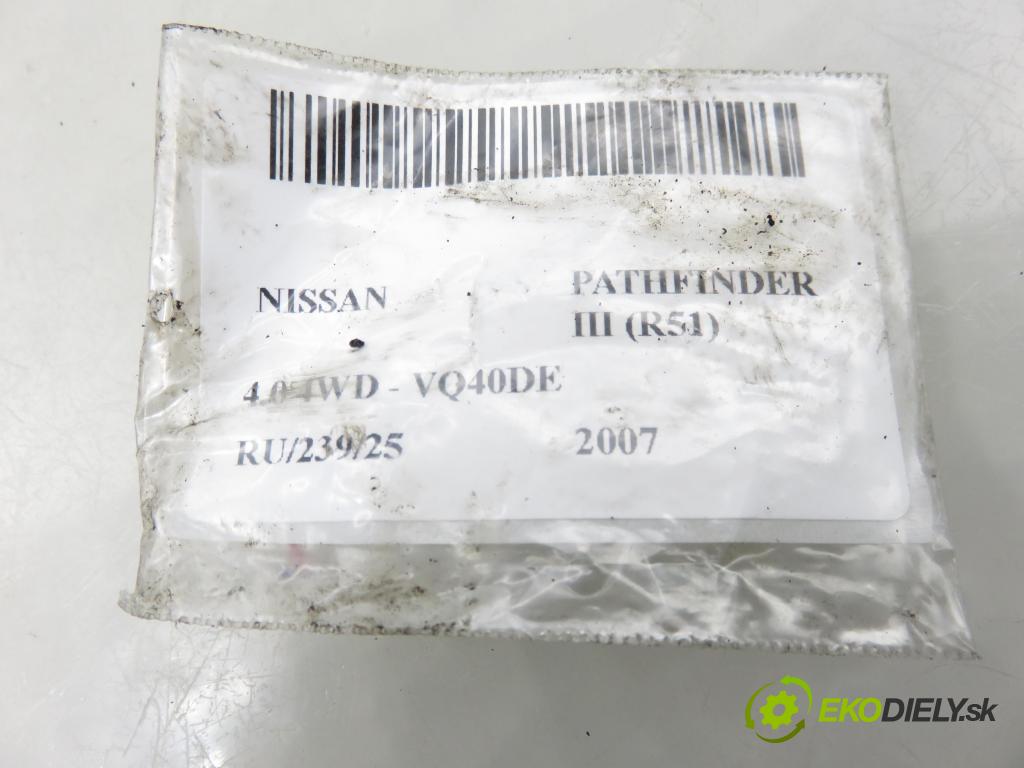 NISSAN PATHFINDER
III (R51)
4.0 4WD - VQ40DE
RU/239/25 2007
EKODIELY.sk